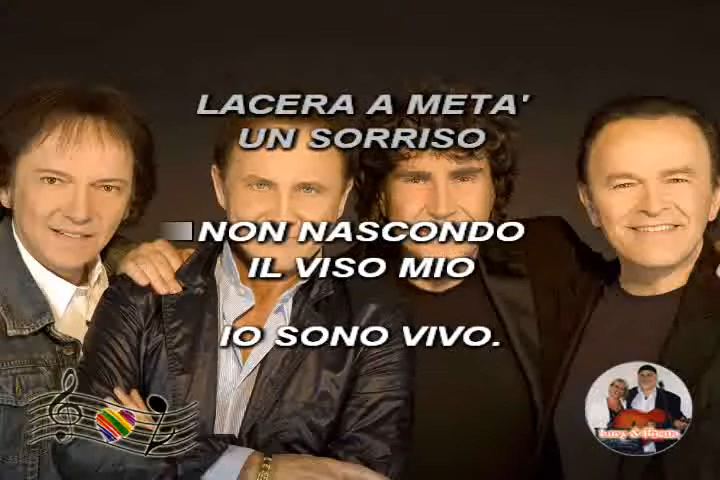 LACERA A META'
UN SORRISO
NON NASCONDO
IL VISO MIO
IO SONO VIVO.